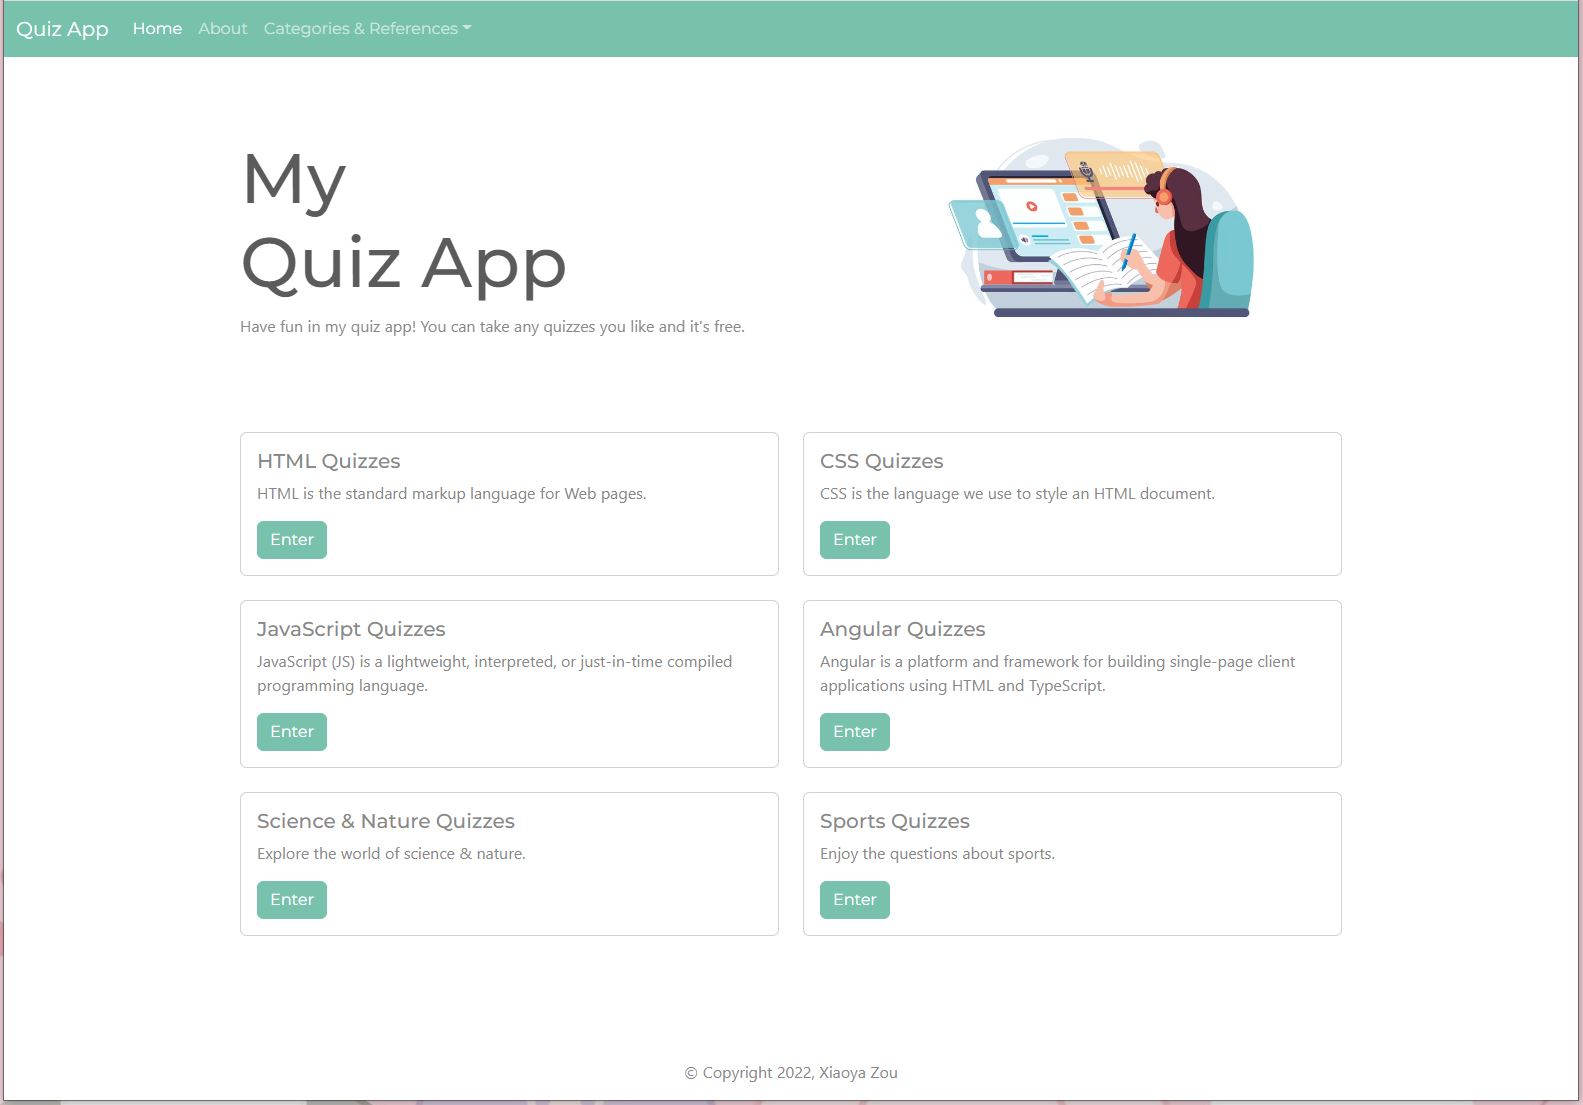 Quiz App Home About Categories & References
My
Quiz App
Have fun in my quiz app! You can take any quizzes you like and it's free.
HTML Quizzes
HTML is the standard markup language for Web pages.
Enter
CSS Quizzes
CSS is the language we use to style an HTML document.
Enter
JavaScript Quizzes
JavaScript (JS) is a lightweight, interpreted, or just-in-time compiled
programming language.
Enter
Angular Quizzes
Angular is a platform and framework for building single-page client
applications using HTML and TypeScript.
Enter
Science & Nature Quizzes
Explore the world of science & nature.
Enter
Sports Quizzes
Enjoy the questions about sports.
Enter
© Copyright 2022, Xiaoya Zou